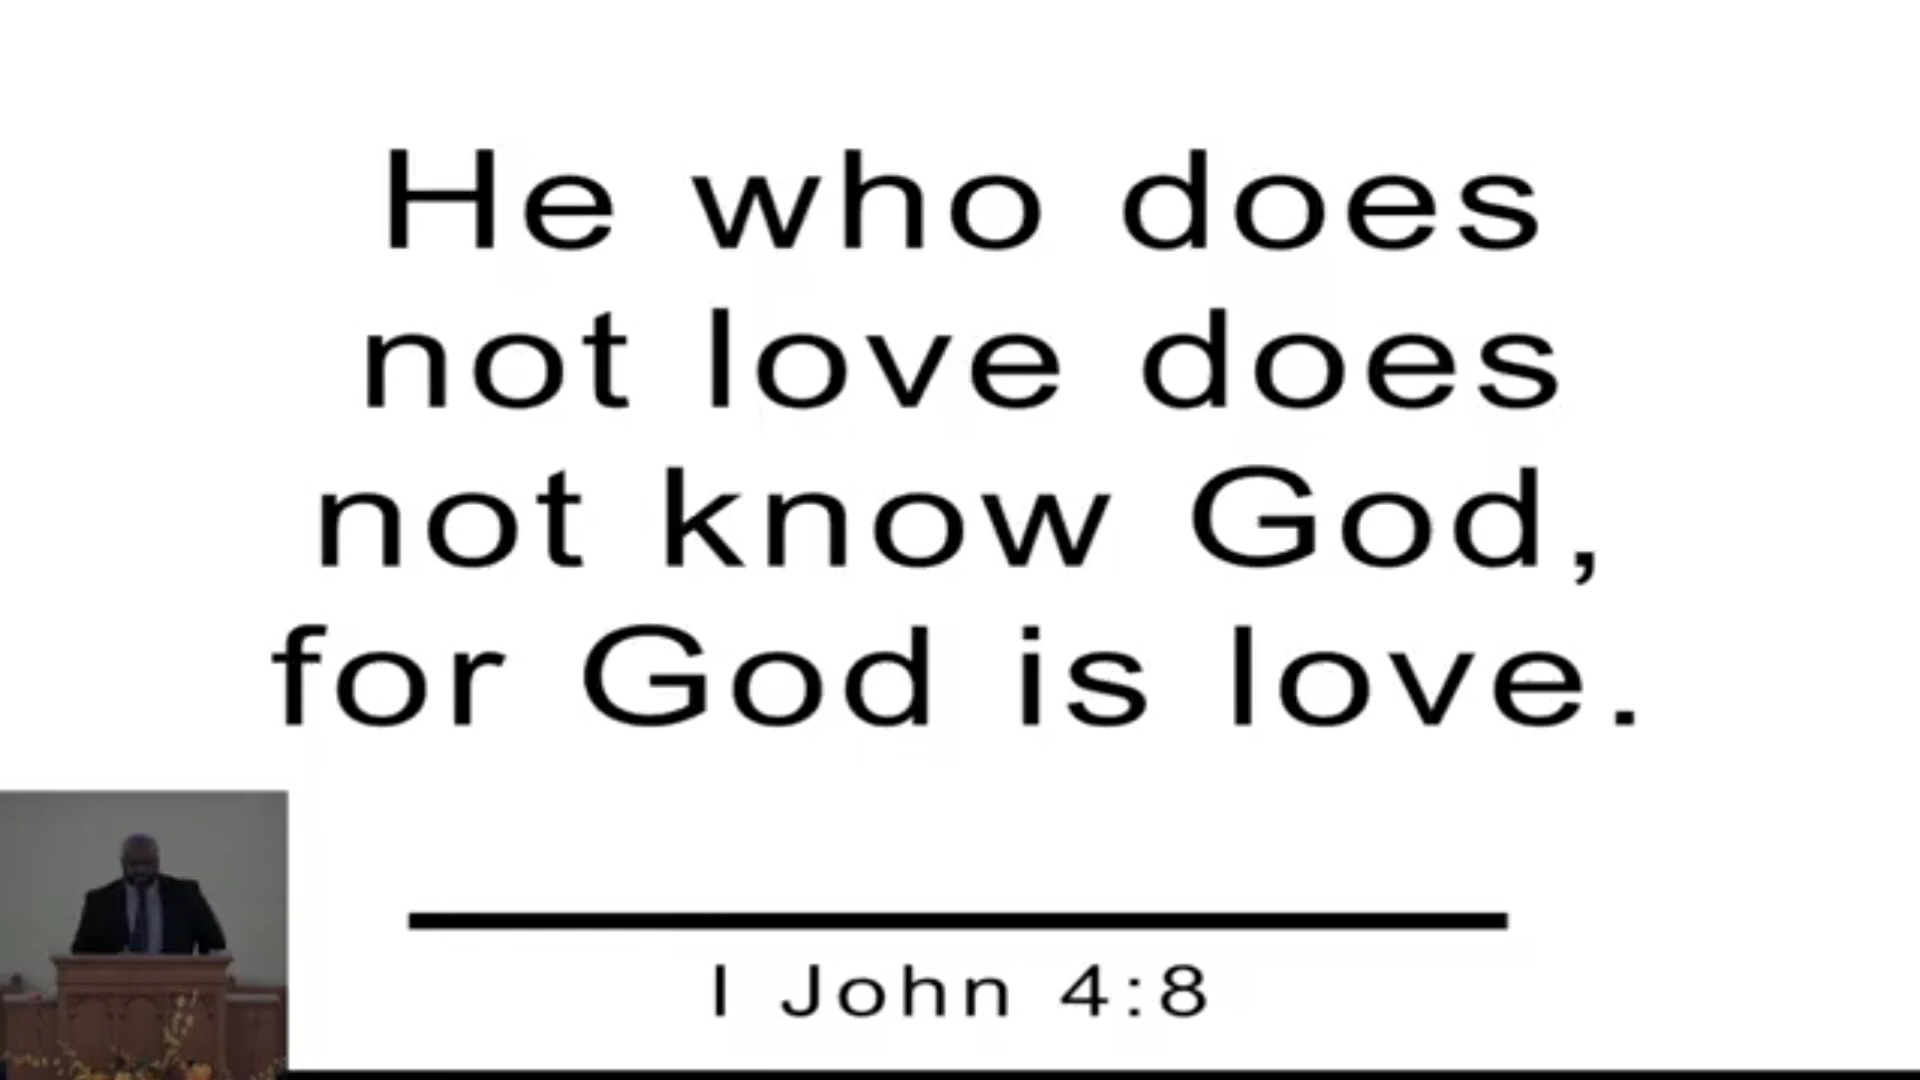 He who does
not love does
not know God,
for God is love.
I John 4:8